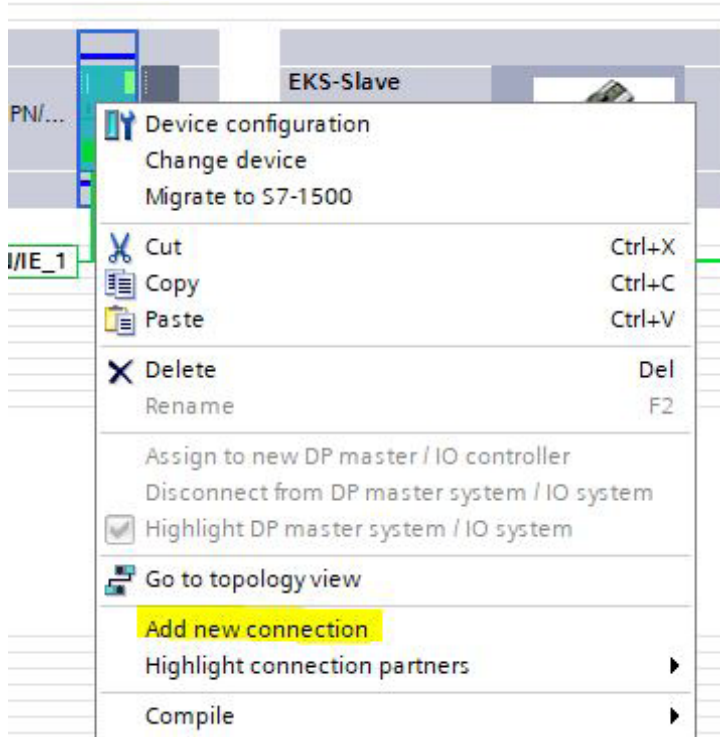 EKS-Slave
PN/...
Device configuration
Change device
Migrate to S7-1500
Cut Ctrl+X
/IE_1
Copy Ctrl+C
Paste Ctrl+V
Delete Del
Rename F2
Assign to new DP master / IO controller
Disconnect from DP master system / IO system
Highlight DP master system / IO system
Go to topology view
Add new connection
Highlight connection partners
Compile